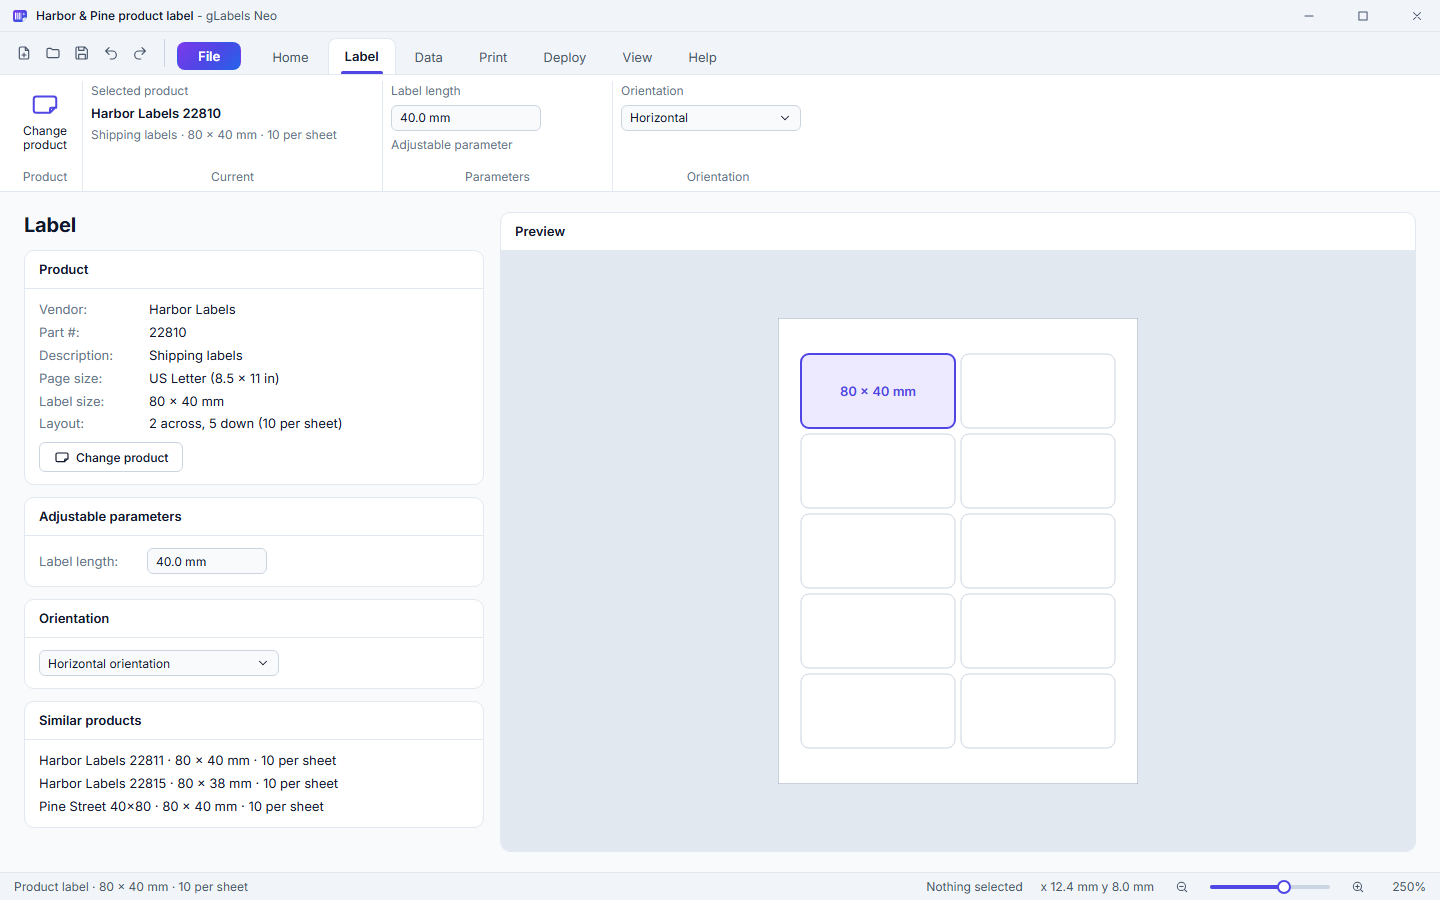 Harbor & Pine product label - gLabels Neo
File
Home
Label
Data
Print
Deploy
View
Help
Change
product
Product
Selected product
Harbor Labels 22810
Shipping labels · 80 × 40 mm · 10 per sheet
Current
Label length
40.0 mm
Adjustable parameter
Parameters
Orientation
Horizontal
Orientation
Label
Product
Vendor: Harbor Labels
Part #: 22810
Description: Shipping labels
Page size: US Letter (8.5 × 11 in)
Label size: 80 × 40 mm
Layout: 2 across, 5 down (10 per sheet)
Change product
Adjustable parameters
Label length: 40.0 mm
Orientation
Horizontal orientation
Similar products
Harbor Labels 22811 · 80 × 40 mm · 10 per sheet
Harbor Labels 22815 · 80 × 38 mm · 10 per sheet
Pine Street 40×80 · 80 × 40 mm · 10 per sheet
Preview
80 × 40 mm
Product label · 80 × 40 mm · 10 per sheet
Nothing selected
x 12.4 mm y 8.0 mm
250%